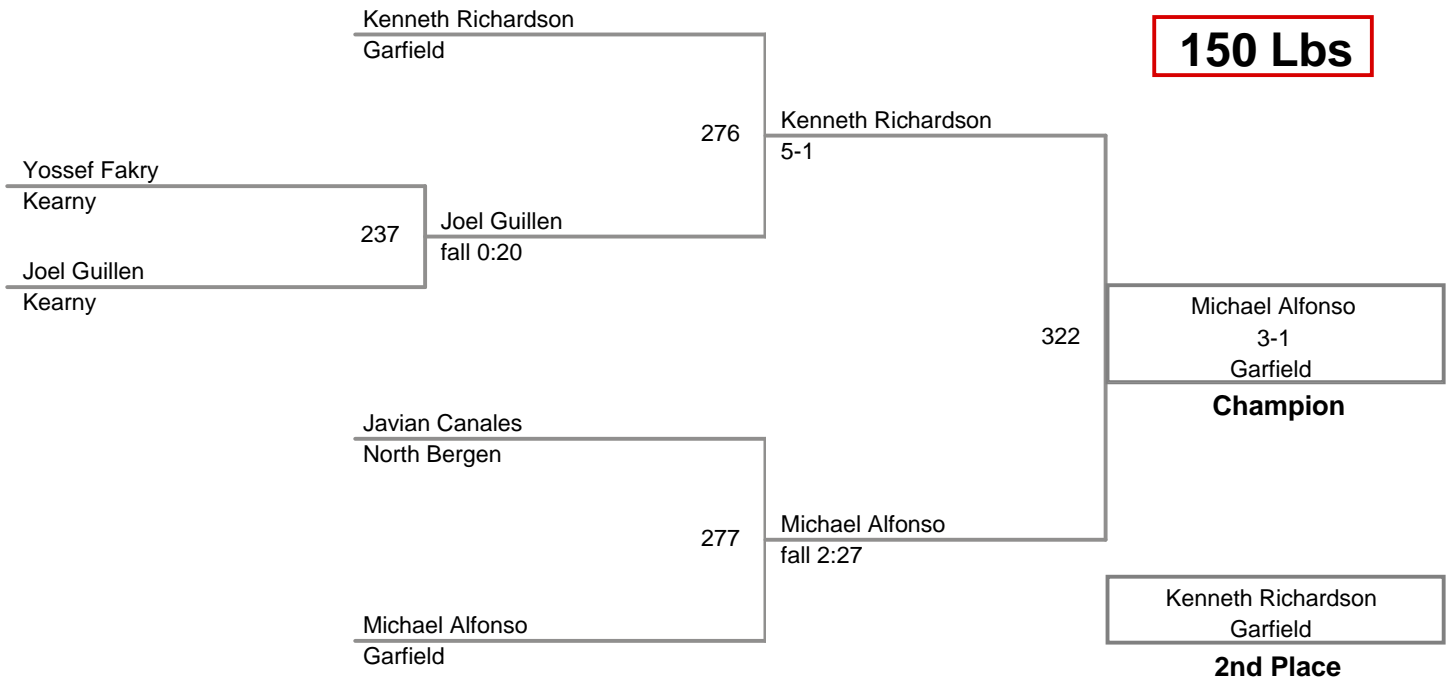 Kenneth Richardson
Garfield
150 Lbs
276
Kenneth Richardson
5-1
Yossef Fakry
Kearny
237
Joel Guillen
fall 0:20
Joel Guillen
Kearny
322
Michael Alfonso
3-1
Garfield
Champion
Javian Canales
North Bergen
277
Michael Alfonso
fall 2:27
Michael Alfonso
Garfield
Kenneth Richardson
Garfield
2nd Place